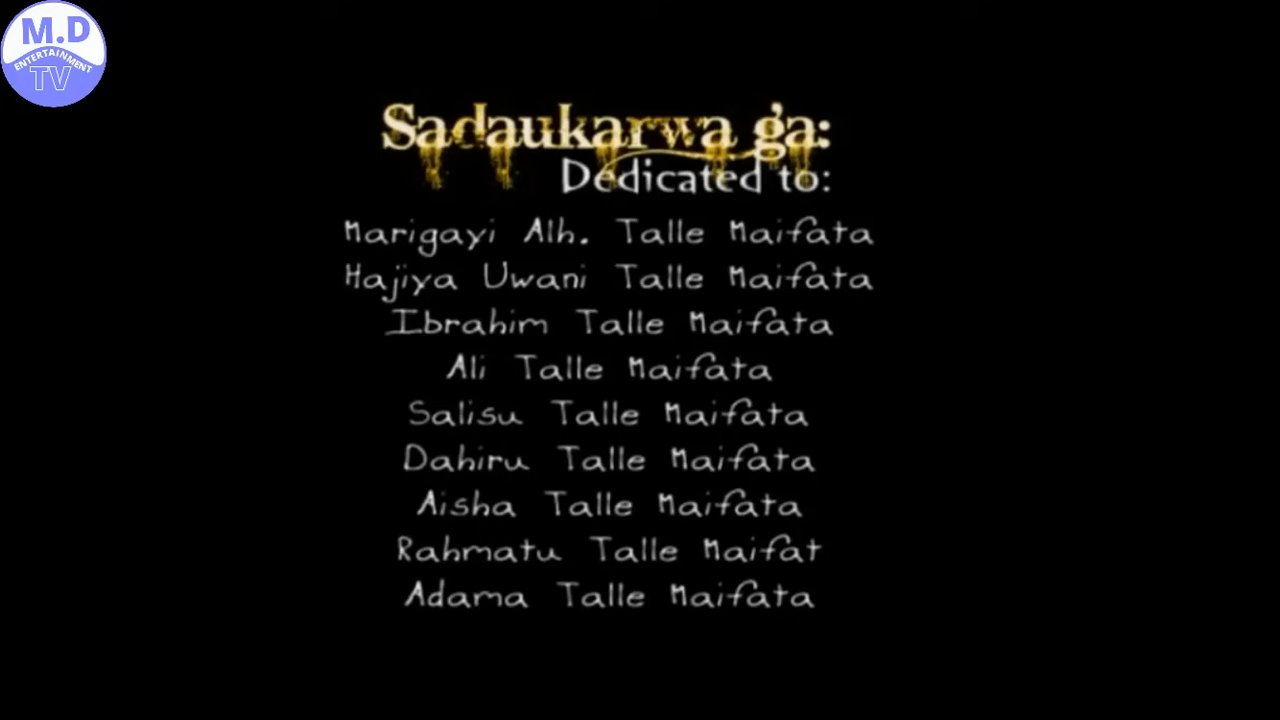 M.D
ENTERTAINMENT
TV
Sadaukarwa ga:
Dedicated to:
Marigayi Alh. Talle Maifata
Hajiya Uwani Talle Maifata
Ibrahim Talle Maifata
Ali Talle Maifata
Salisu Talle Maifata
Dahiru Talle Maifata
Aisha Talle Maifata
Rahmatu Talle Maifat
Adama Talle Maifata